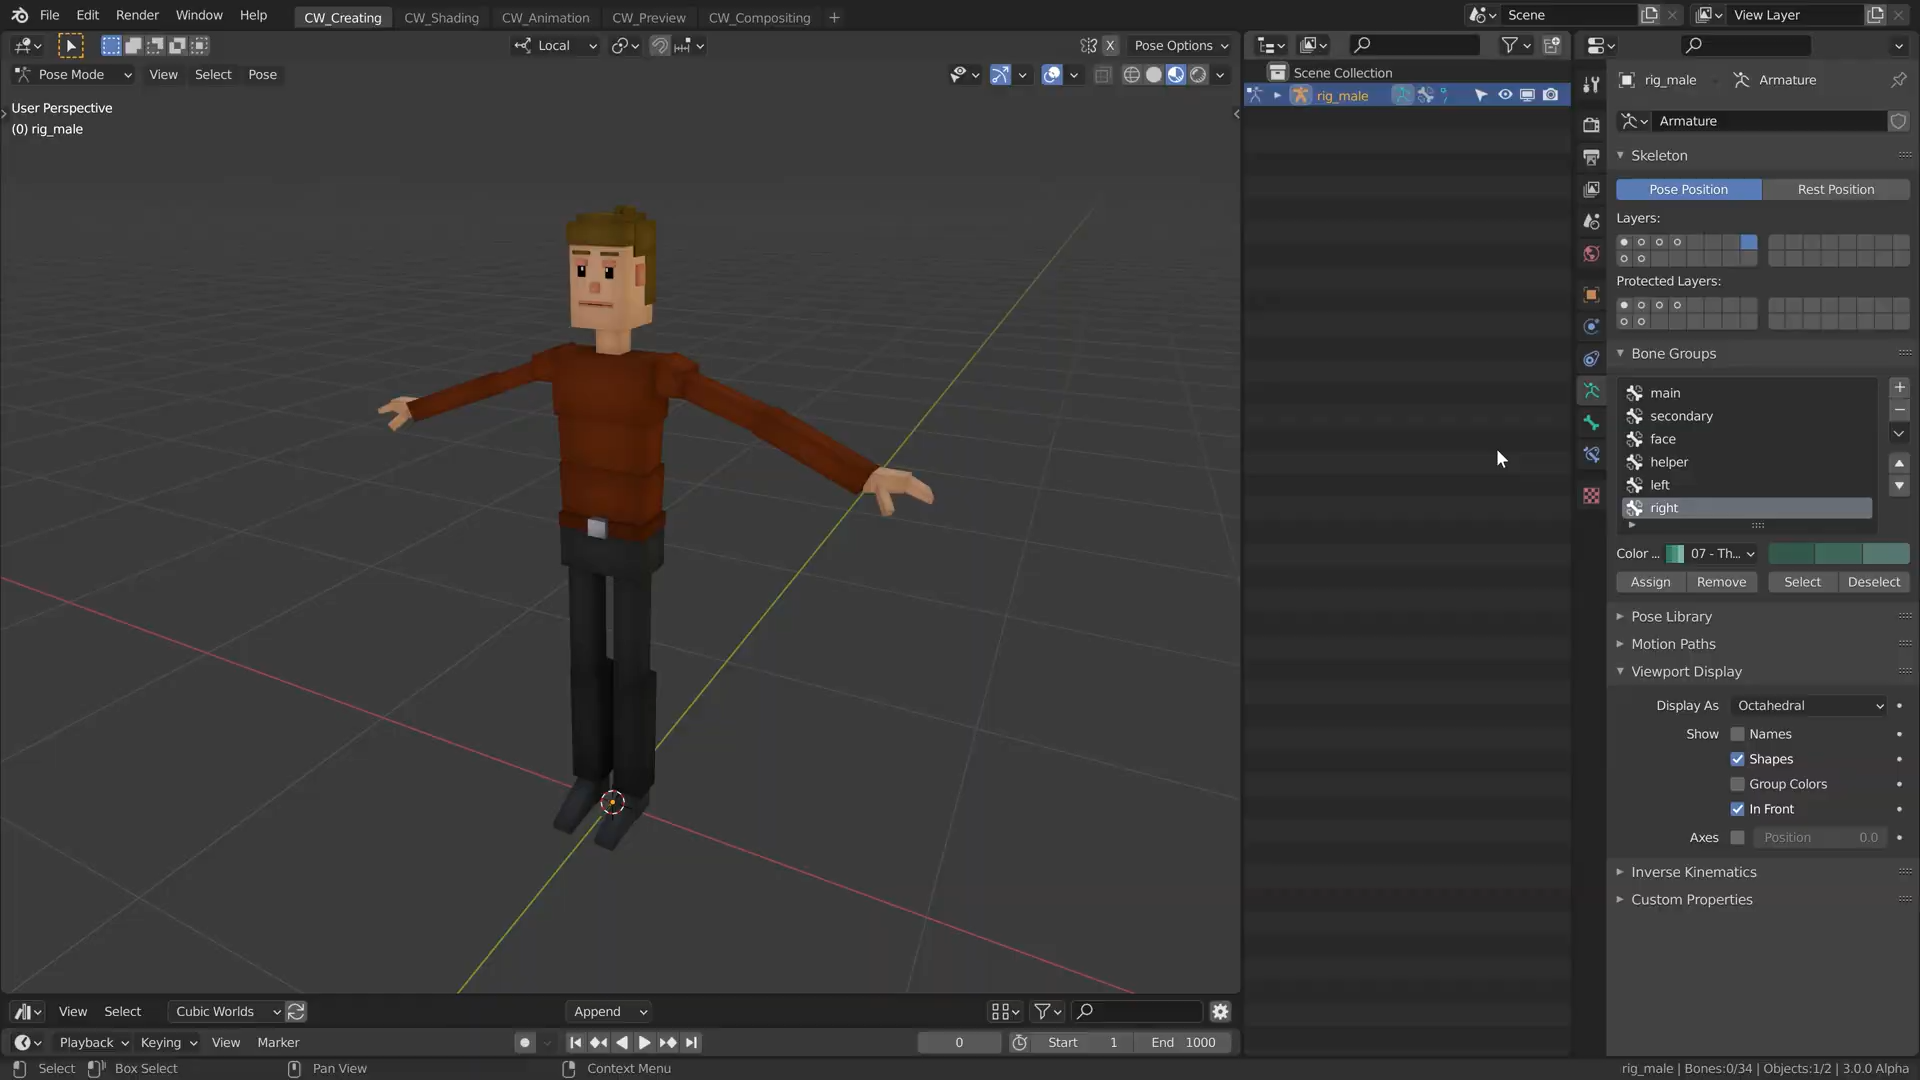 File Edit Render Window Help CW_Creating CW_Shading CW_Animation CW_Preview CW_Compositing + Scene View Layer
Local X Pose Options
Pose Mode View Select Pose
User Perspective
(0) rig_male
Scene Collection
rig_male
rig_male Armature
Armature
Skeleton
Pose Position Rest Position
Layers:
Protected Layers:
Bone Groups
main
secondary
face
helper
left
right
Color ... 07 - Th...
Assign Remove Select Deselect
Pose Library
Motion Paths
Viewport Display
Display As Octahedral
Show Names
Shapes
Group Colors
In Front
Axes Position 0.0
Inverse Kinematics
Custom Properties
View Select Cubic Worlds Append
Playback Keying View Marker 0 Start 1 End 1000
Select Box Select Pan View Context Menu rig_male | Bones:0/34 | Objects:1/2 | 3.0.0 Alpha